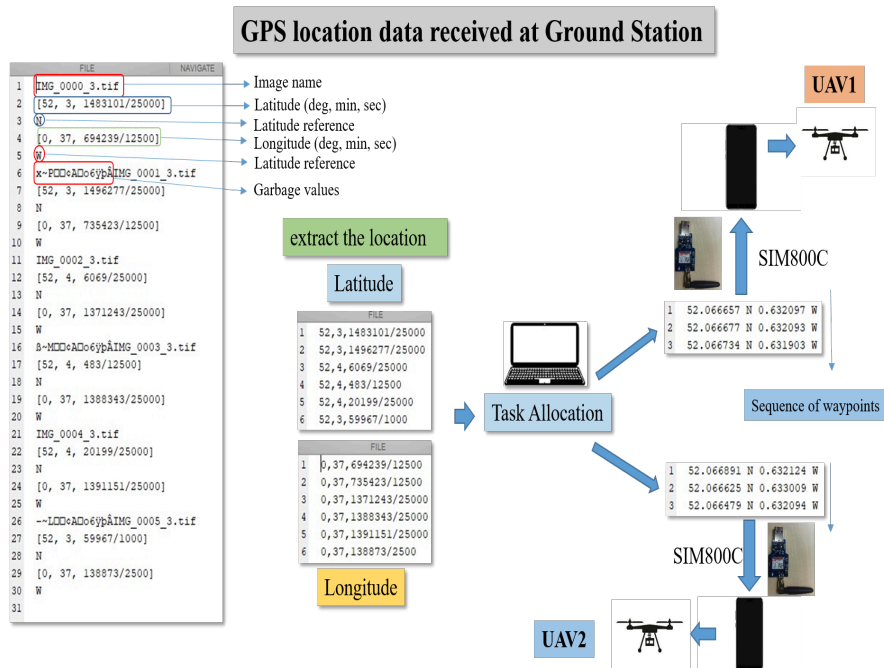 GPS location data received at Ground Station
FILE NAVIGATE
1 IMG_0000_3.tif
2 [52, 3, 1483101/25000]
3 N
4 [0, 37, 694239/12500]
5 W
6 x~P□□¢A□o6ÿþÂIMG_0001_3.tif
7 [52, 3, 1496277/25000]
8 N
9 [0, 37, 735423/12500]
10 W
11 IMG_0002_3.tif
12 [52, 4, 6069/25000]
13 N
14 [0, 37, 1371243/25000]
15 W
16 ß~M□□¢A□o6ÿþÂIMG_0003_3.tif
17 [52, 4, 483/12500]
18 N
19 [0, 37, 1388343/25000]
20 W
21 IMG_0004_3.tif
22 [52, 4, 20199/25000]
23 N
24 [0, 37, 1391151/25000]
25 W
26 -~L□□¢A□o6ÿþÂIMG_0005_3.tif
27 [52, 3, 59967/1000]
28 N
29 [0, 37, 138873/2500]
30 W
31
Image name
Latitude (deg, min, sec)
Latitude reference
Longitude (deg, min, sec)
Latitude reference
Garbage values
extract the location
Latitude
FILE
1 52,3,1483101/25000
2 52,3,1496277/25000
3 52,4,6069/25000
4 52,4,483/12500
5 52,4,20199/25000
6 52,3,59967/1000
FILE
1 0,37,694239/12500
2 0,37,735423/12500
3 0,37,1371243/25000
4 0,37,1388343/25000
5 0,37,1391151/25000
6 0,37,138873/2500
Longitude
Task Allocation
UAV1
SIM800C
1 52.066657 N 0.632097 W
2 52.066677 N 0.632093 W
3 52.066734 N 0.631903 W
Sequence of waypoints
1 52.066891 N 0.632124 W
2 52.066625 N 0.633009 W
3 52.066479 N 0.632094 W
SIM800C
UAV2